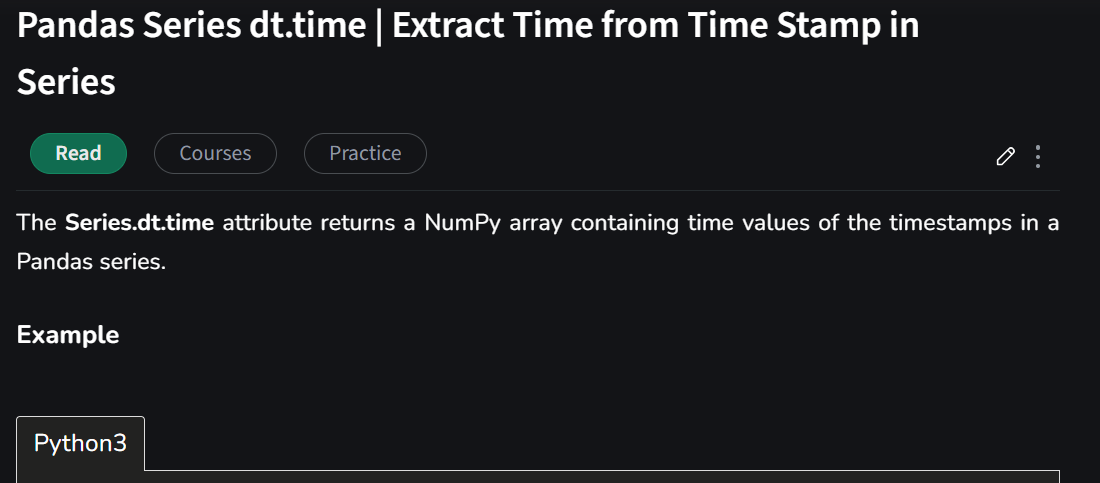 Pandas Series dt.time | Extract Time from Time Stamp in
Series
Read
Courses
Practice
The Series.dt.time attribute returns a NumPy array containing time values of the timestamps in a
Pandas series.
Example
Python3